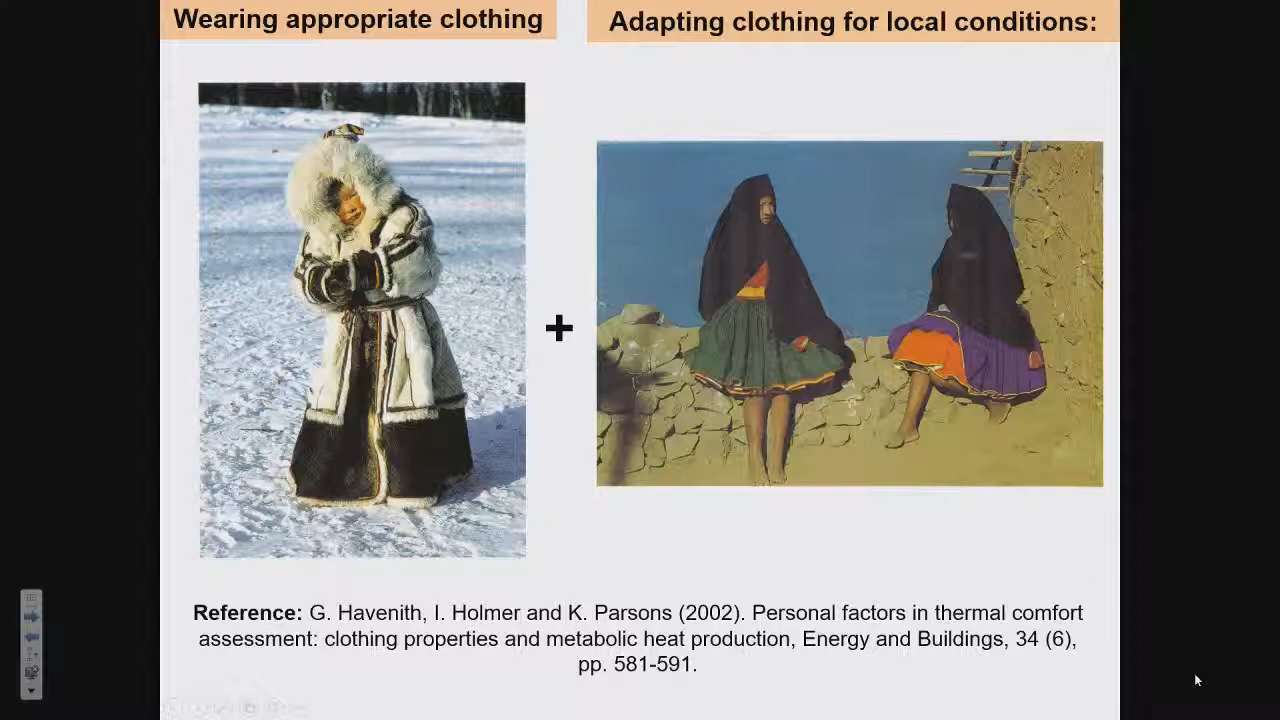 Wearing appropriate clothing
Adapting clothing for local conditions:
+
Reference: G. Havenith, I. Holmer and K. Parsons (2002). Personal factors in thermal comfort
assessment: clothing properties and metabolic heat production, Energy and Buildings, 34 (6),
pp. 581-591.